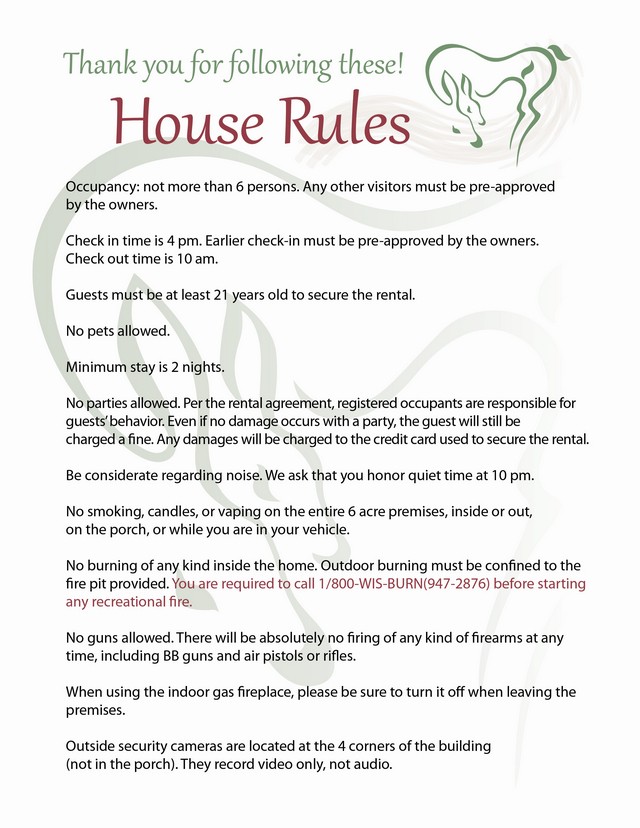 Thank you for following these!
House Rules
Occupancy: not more than 6 persons. Any other visitors must be pre-approved
by the owners.
Check in time is 4 pm. Earlier check-in must be pre-approved by the owners.
Check out time is 10 am.
Guests must be at least 21 years old to secure the rental.
No pets allowed.
Minimum stay is 2 nights.
No parties allowed. Per the rental agreement, registered occupants are responsible for
guests' behavior. Even if no damage occurs with a party, the guest will still be
charged a fine. Any damages will be charged to the credit card used to secure the rental.
Be considerate regarding noise. We ask that you honor quiet time at 10 pm.
No smoking, candles, or vaping on the entire 6 acre premises, inside or out,
on the porch, or while you are in your vehicle.
No burning of any kind inside the home. Outdoor burning must be confined to the
fire pit provided. You are required to call 1/800-WIS-BURN(947-2876) before starting
any recreational fire.
No guns allowed. There will be absolutely no firing of any kind of firearms at any
time, including BB guns and air pistols or rifles.
When using the indoor gas fireplace, please be sure to turn it off when leaving the
premises.
Outside security cameras are located at the 4 corners of the building
(not in the porch). They record video only, not audio.